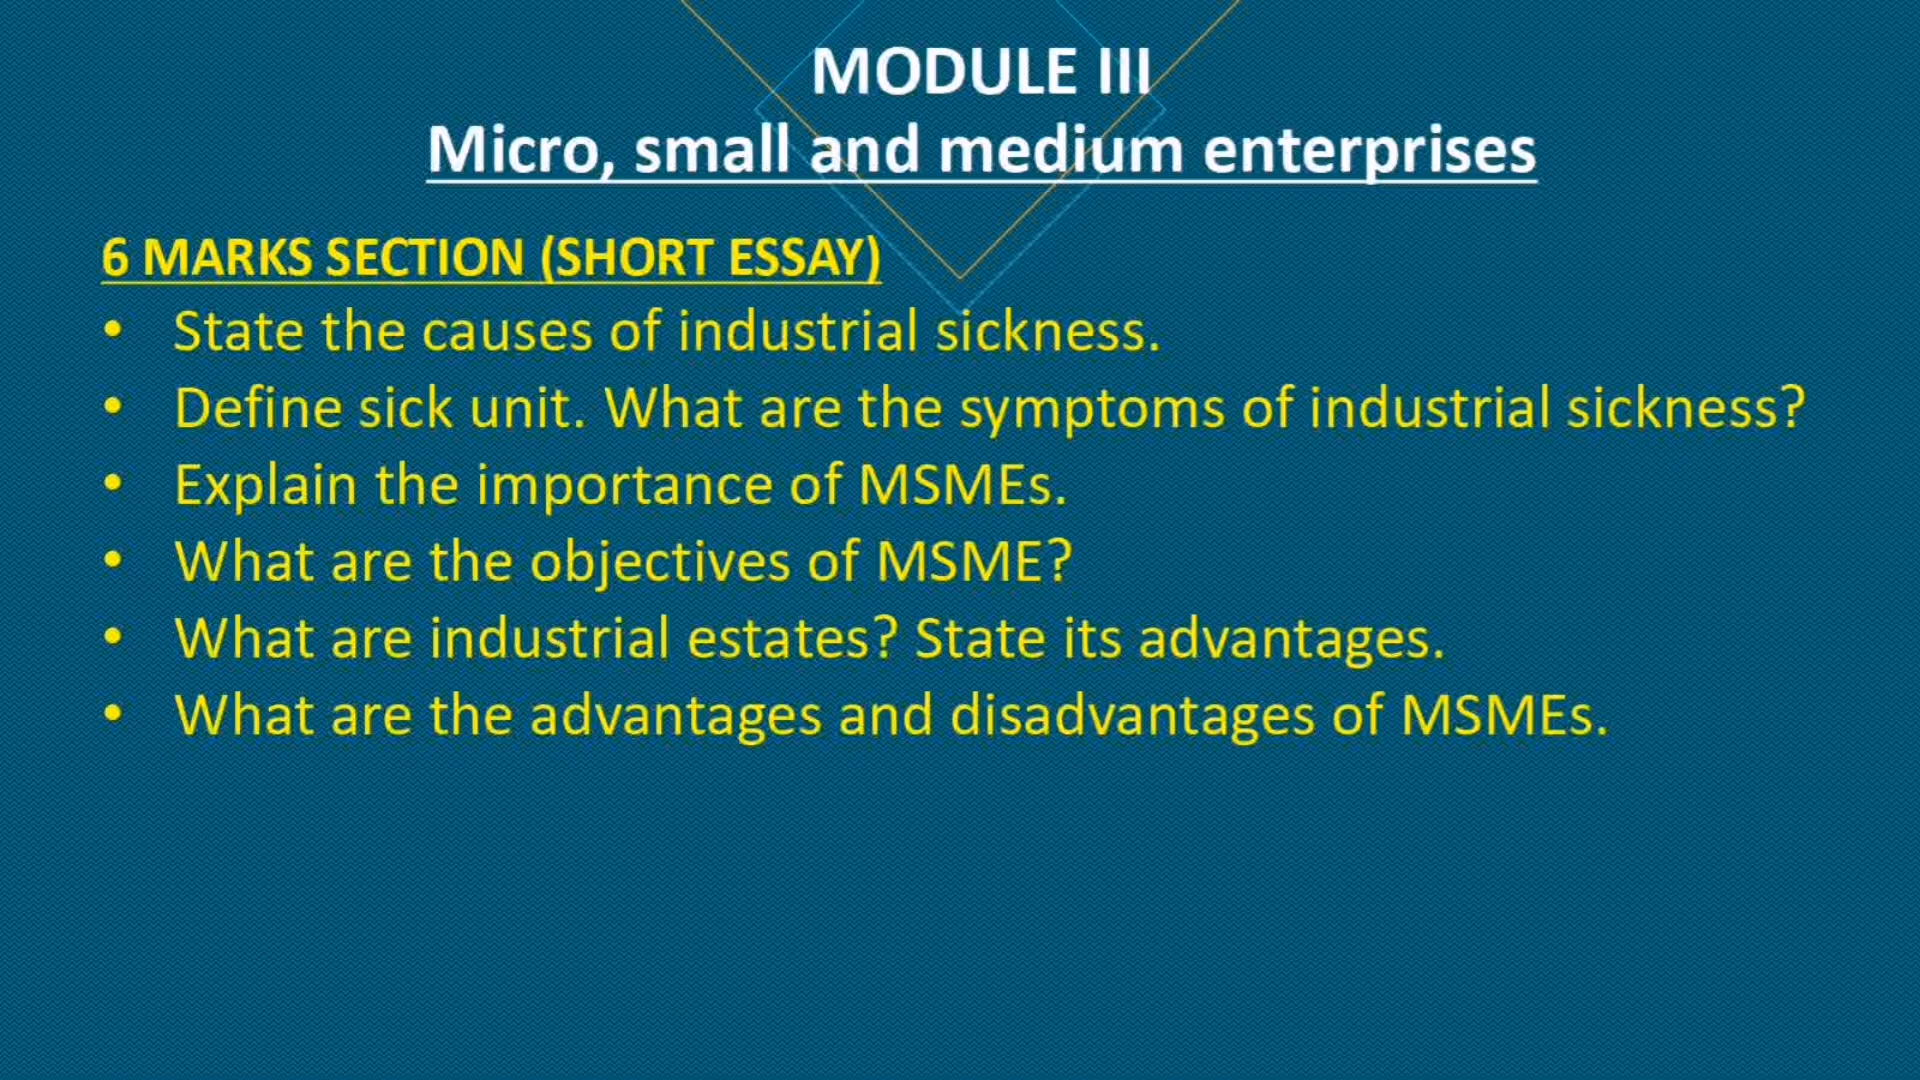 MODULE III
Micro, small and medium enterprises
6 MARKS SECTION (SHORT ESSAY)
• State the causes of industrial sickness.
• Define sick unit. What are the symptoms of industrial sickness?
• Explain the importance of MSMEs.
• What are the objectives of MSME?
• What are industrial estates? State its advantages.
• What are the advantages and disadvantages of MSMEs.